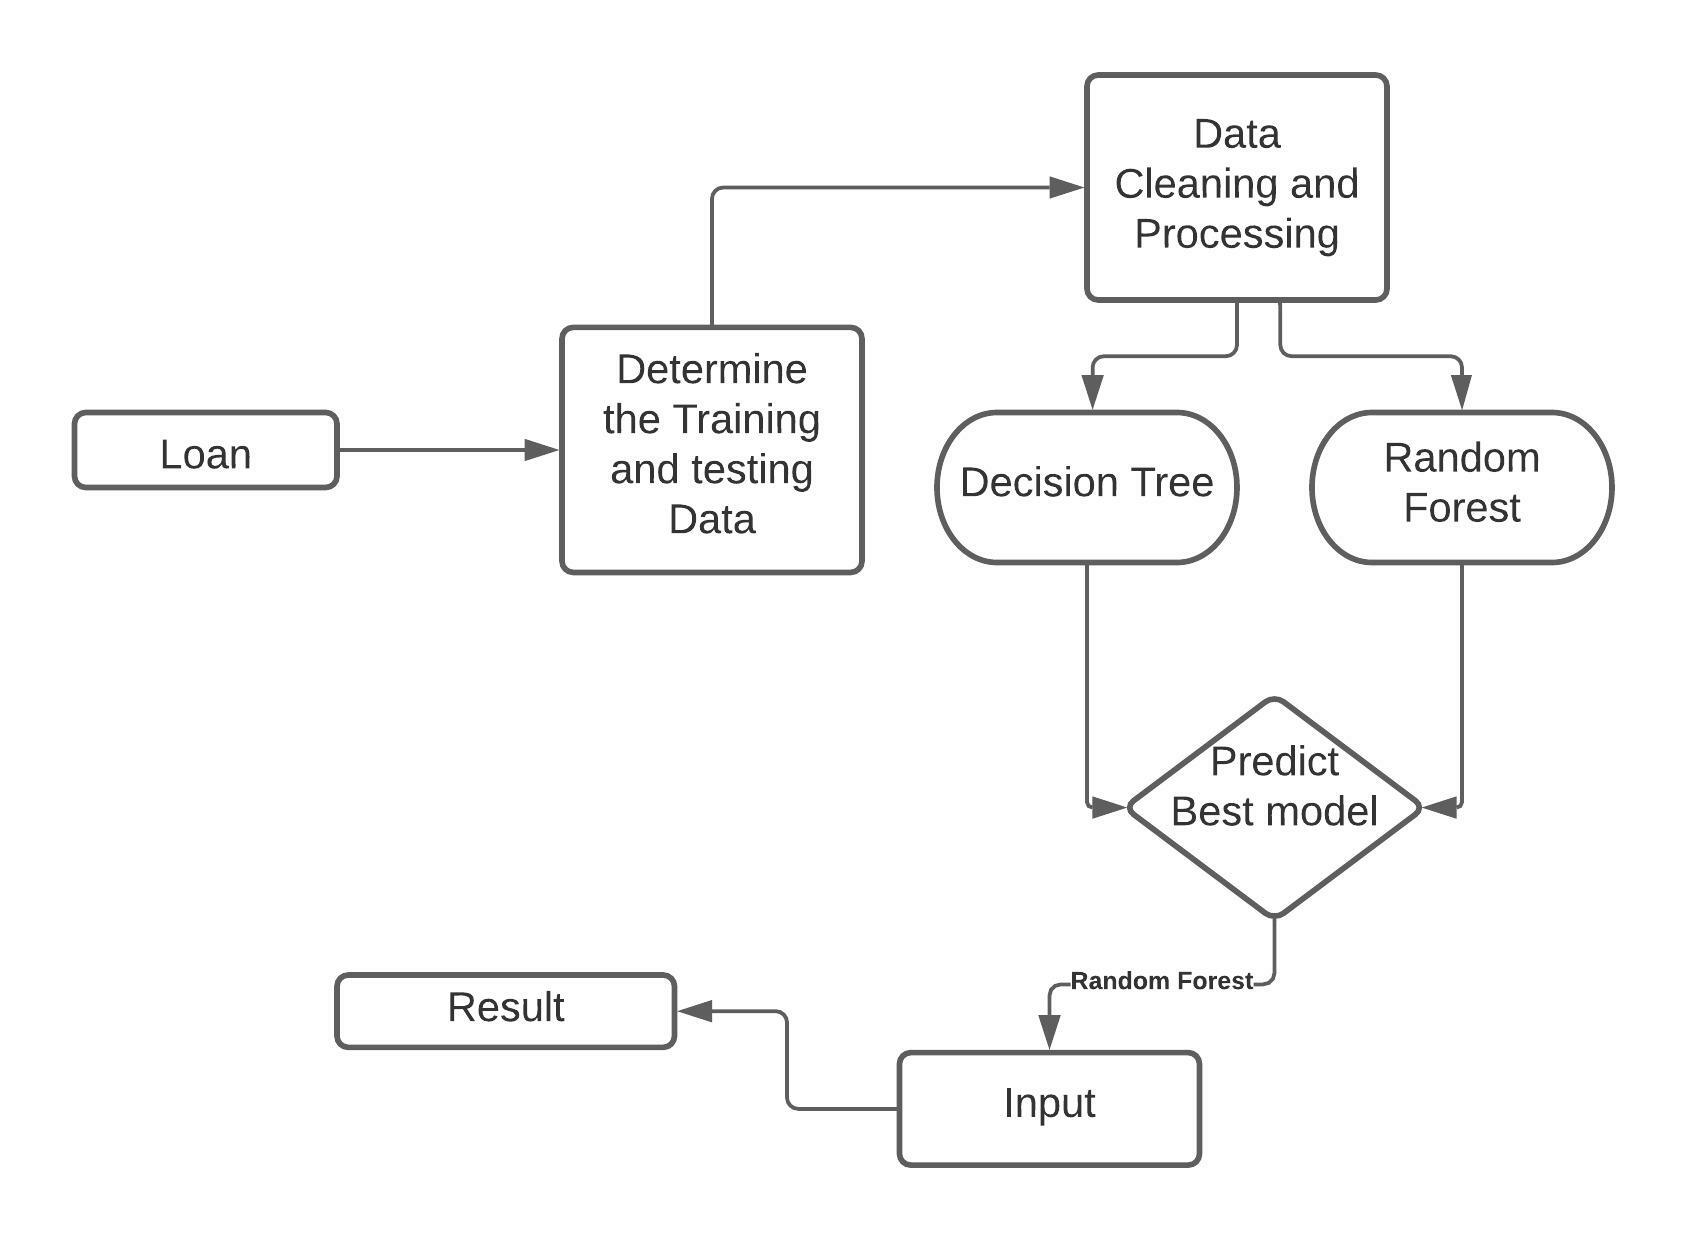 Data
Cleaning and
Processing
Loan
Determine
the Training
and testing
Data
Decision Tree
Random
Forest
Predict
Best model
Random Forest
Result
Input